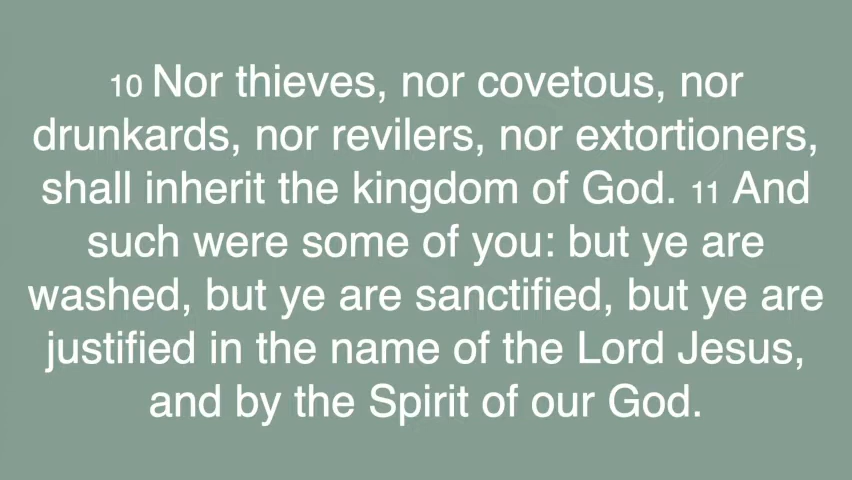 10 Nor thieves, nor covetous, nor
drunkards, nor revilers, nor extortioners,
shall inherit the kingdom of God. 11 And
such were some of you: but ye are
washed, but ye are sanctified, but ye are
justified in the name of the Lord Jesus,
and by the Spirit of our God.